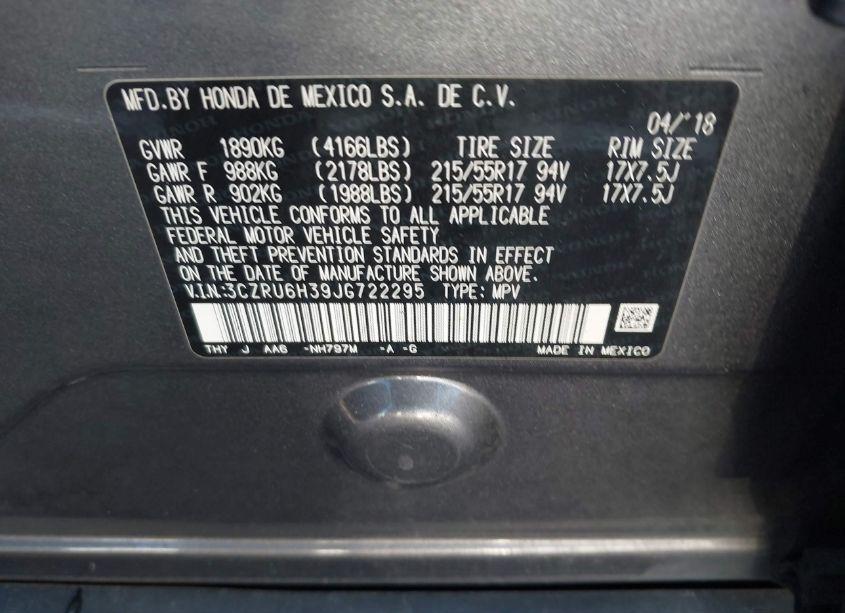 MFD.BY HONDA DE MEXICO S.A. DE C.V.
04/'18
GVWR 1890KG (4166LBS) TIRE SIZE RIM SIZE
GAWR F 988KG (2178LBS) 215/55R17 94V 17X7.5J
GAWR R 902KG (1988LBS) 215/55R17 94V 17X7.5J
THIS VEHICLE CONFORMS TO ALL APPLICABLE
FEDERAL MOTOR VEHICLE SAFETY
AND THEFT PREVENTION STANDARDS IN EFFECT
ON THE DATE OF MANUFACTURE SHOWN ABOVE.
V.I.N:3CZRU6H39JG722295 TYPE: MPV
THY J AA6 -NH797M -A -G MADE IN MEXICO